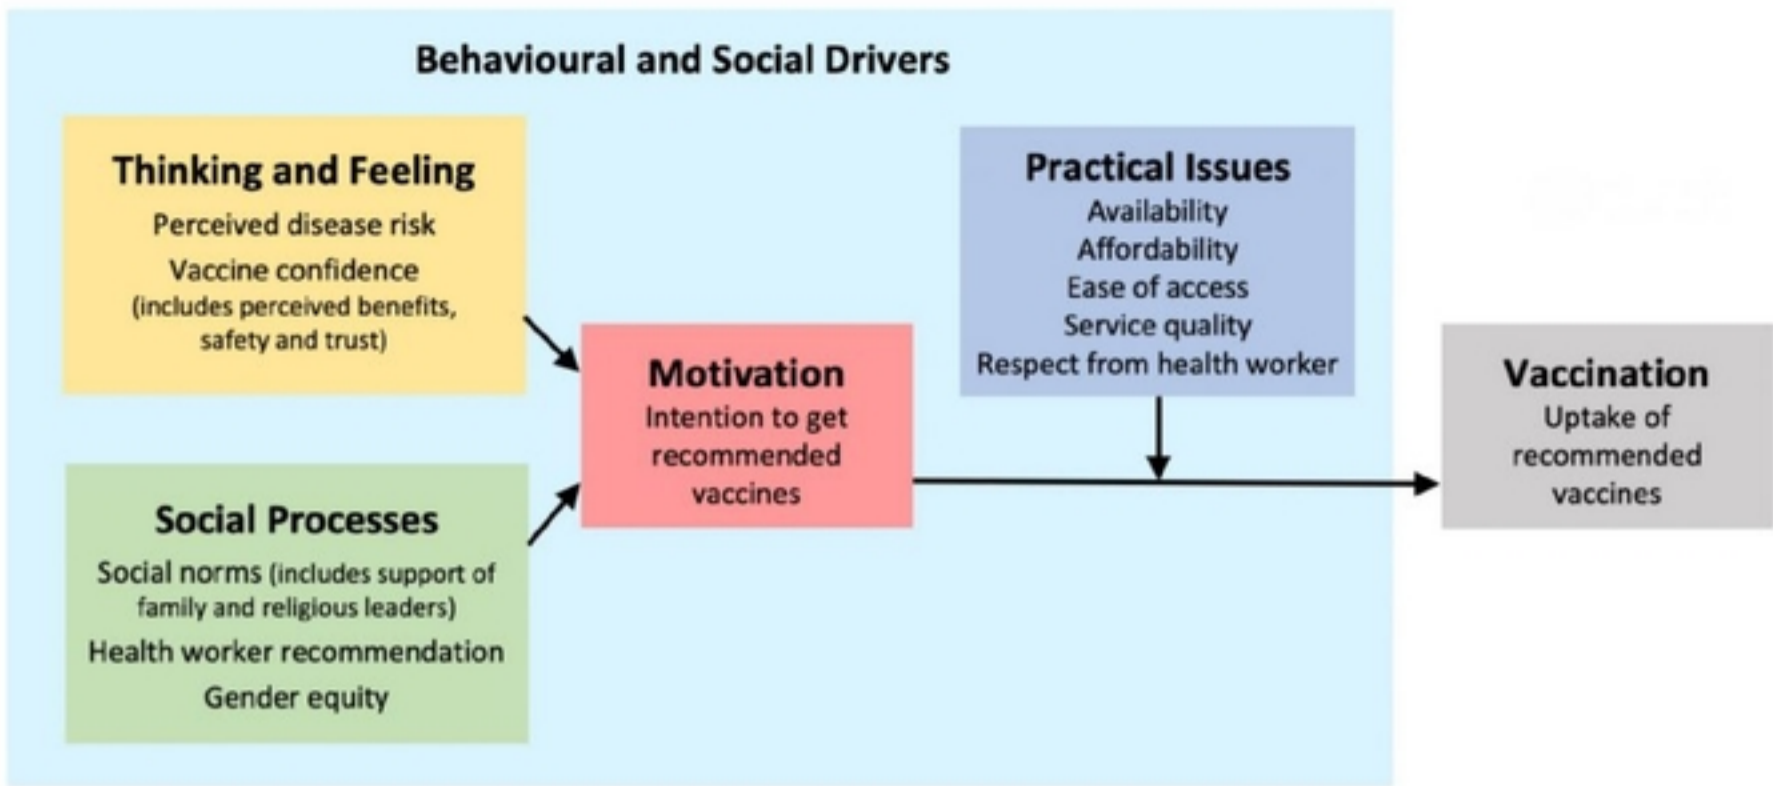 Behavioural and Social Drivers
Thinking and Feeling
Perceived disease risk
Vaccine confidence
(includes perceived benefits,
safety and trust)
Social Processes
Social norms (includes support of
family and religious leaders)
Health worker recommendation
Gender equity
Motivation
Intention to get
recommended
vaccines
Practical Issues
Availability
Affordability
Ease of access
Service quality
Respect from health worker
Vaccination
Uptake of
recommended
vaccines